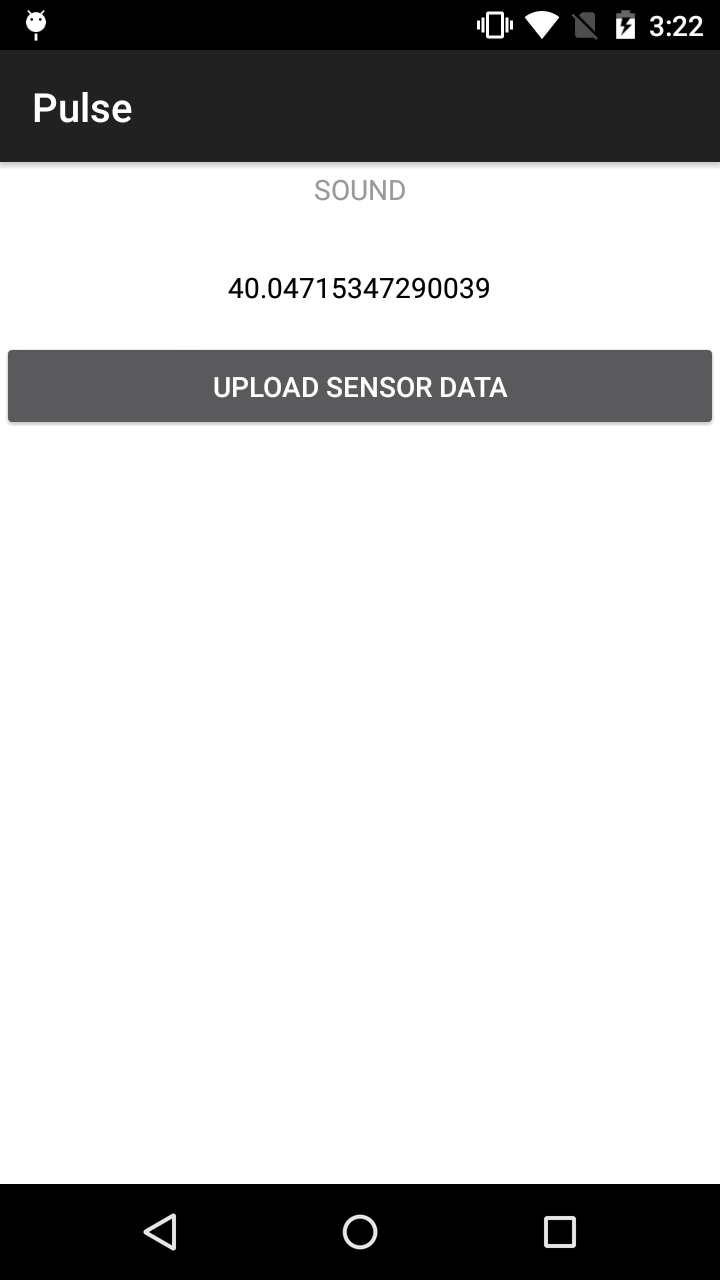 3:22
Pulse
SOUND
40.04715347290039
UPLOAD SENSOR DATA